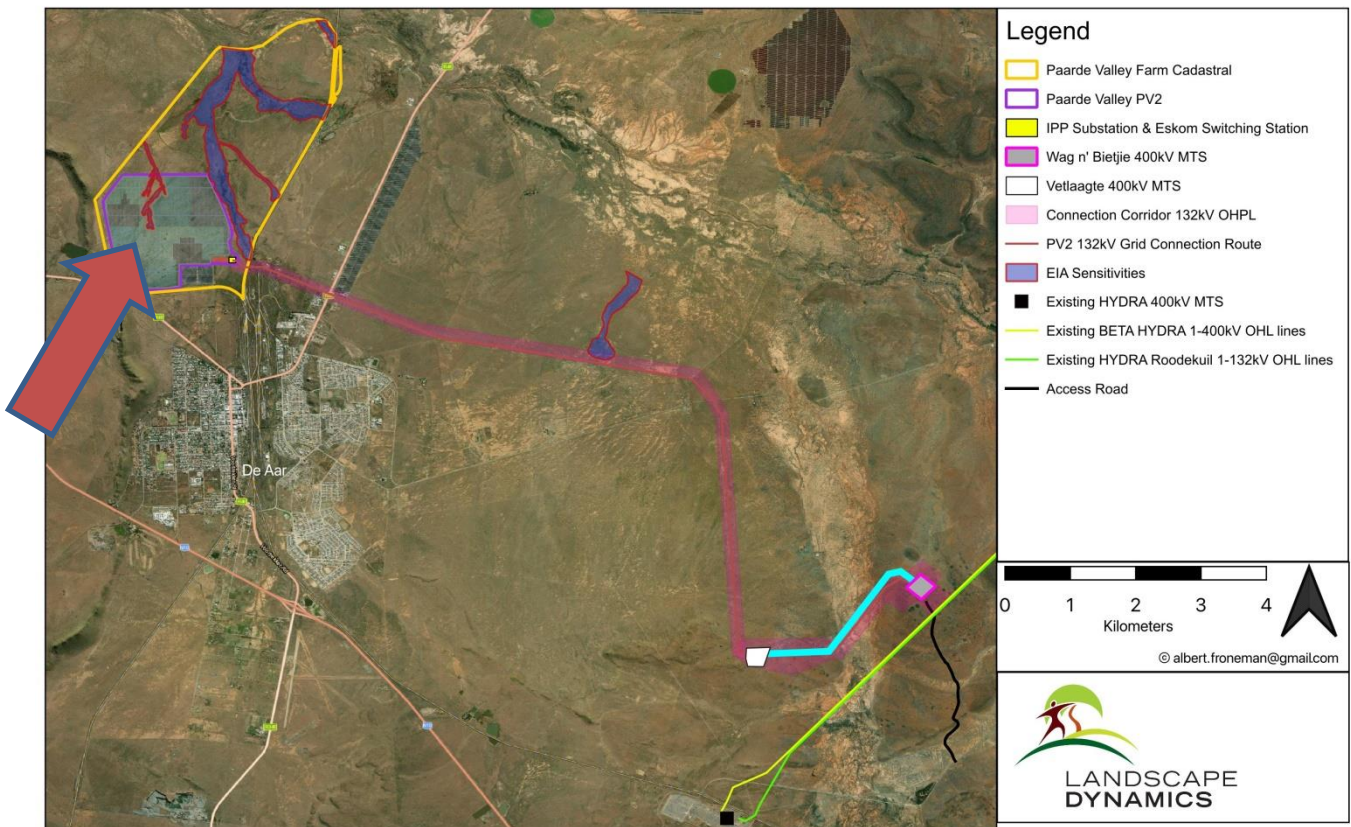 De Aar
Legend
Paarde Valley Farm Cadastral
Paarde Valley PV2
IPP Substation & Eskom Switching Station
Wag n' Bietjie 400kV MTS
Vetlaagte 400kV MTS
Connection Corridor 132kV OHPL
PV2 132kV Grid Connection Route
EIA Sensitivities
Existing HYDRA 400kV MTS
Existing BETA HYDRA 1-400kV OHL lines
Existing HYDRA Roodekuil 1-132kV OHL lines
Access Road
0 1 2 3 4
Kilometers
© albert.froneman@gmail.com
LANDSCAPE
DYNAMICS